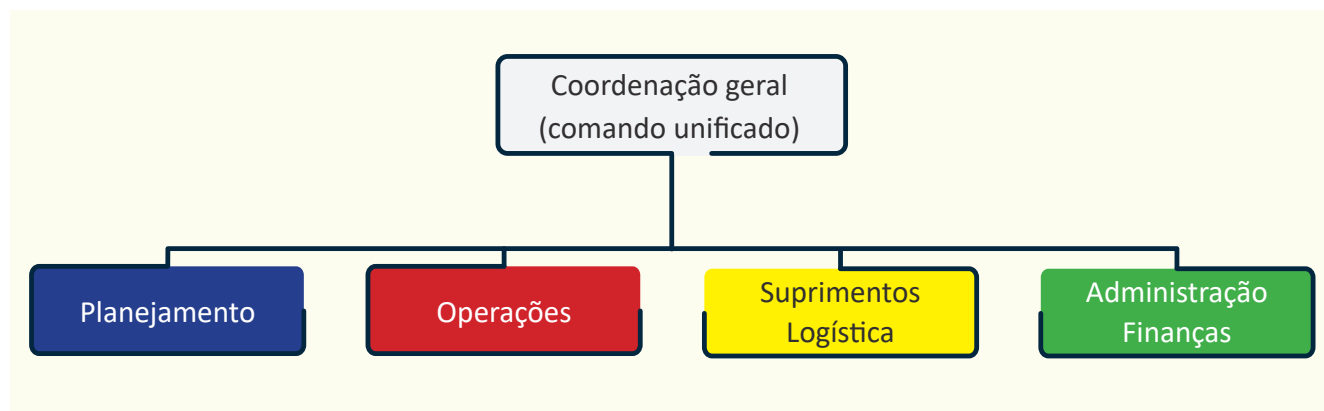 Coordenação geral
(comando unificado)
Planejamento
Operações
Suprimentos
Logística
Administração
Finanças